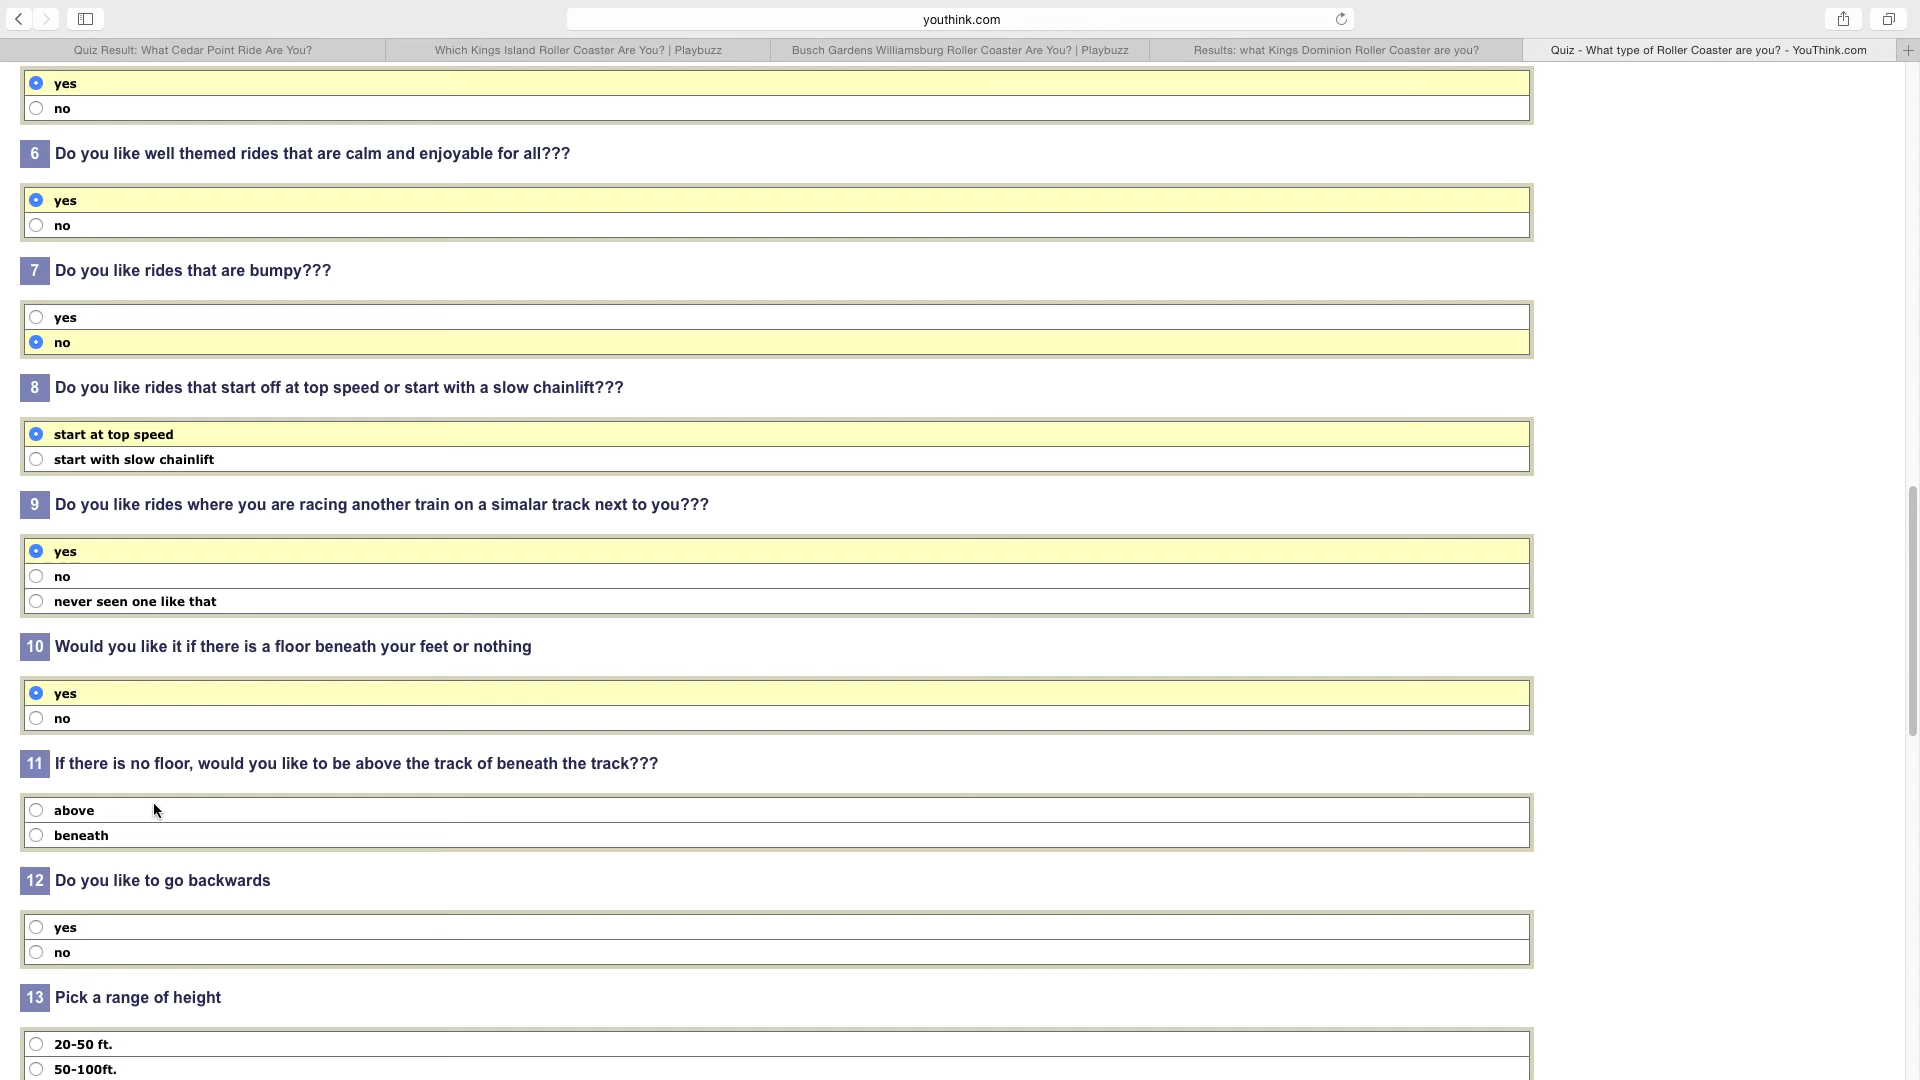 youthink.com
Quiz Result: What Cedar Point Ride Are You?
Which Kings Island Roller Coaster Are You? | Playbuzz
Busch Gardens Williamsburg Roller Coaster Are You? | Playbuzz
Results: what Kings Dominion Roller Coaster are you?
Quiz - What type of Roller Coaster are you? - YouThink.com
yes
no
6 Do you like well themed rides that are calm and enjoyable for all???
yes
no
7 Do you like rides that are bumpy???
yes
no
8 Do you like rides that start off at top speed or start with a slow chainlift???
start at top speed
start with slow chainlift
9 Do you like rides where you are racing another train on a simalar track next to you???
yes
no
never seen one like that
10 Would you like it if there is a floor beneath your feet or nothing
yes
no
11 If there is no floor, would you like to be above the track of beneath the track???
above
beneath
12 Do you like to go backwards
yes
no
13 Pick a range of height
20-50 ft.
50-100ft.